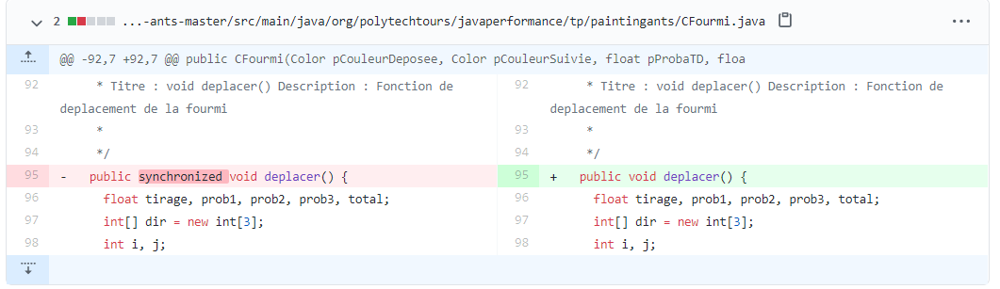 2 ...-ants-master/src/main/java/org/polytechtours/javaperformance/tp/paintingants/CFourmi.java ...
@@ -92,7 +92,7 @@ public CFourmi(Color pCouleurDeposee, Color pCouleurSuivie, float pProbaTD, floa
92 * Titre : void deplacer() Description : Fonction de
deplacement de la fourmi
93 *
94 */
95 - public synchronized void deplacer() {
96 float tirage, prob1, prob2, prob3, total;
97 int[] dir = new int[3];
98 int i, j;
92 * Titre : void deplacer() Description : Fonction de
deplacement de la fourmi
93 *
94 */
95 + public void deplacer() {
96 float tirage, prob1, prob2, prob3, total;
97 int[] dir = new int[3];
98 int i, j;